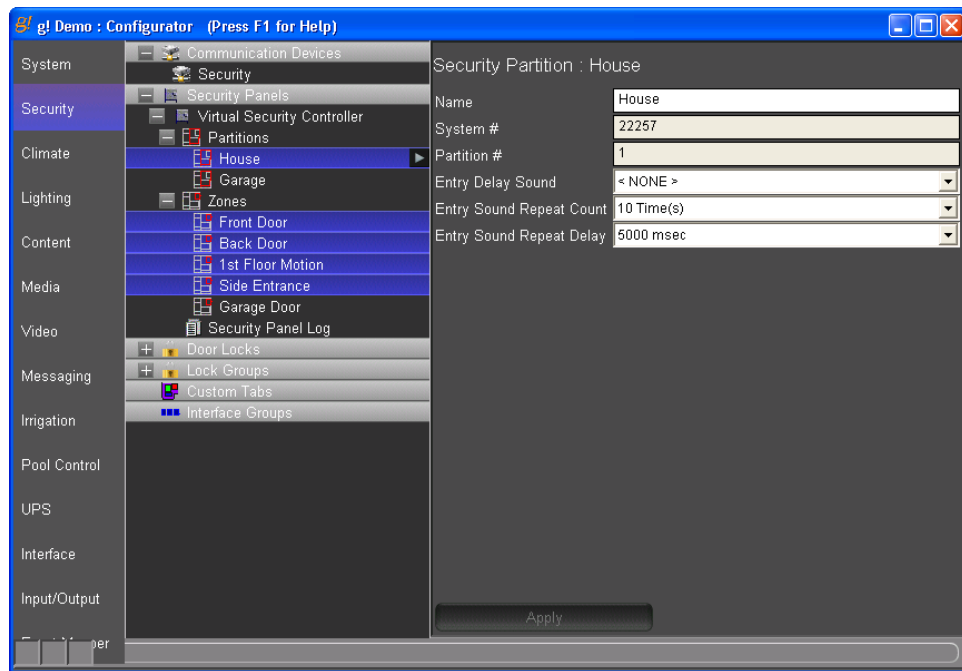 g! g! Demo : Configurator (Press F1 for Help)
System
Security
Climate
Lighting
Content
Media
Video
Messaging
Irrigation
Pool Control
UPS
Interface
Input/Output
Communication Devices
Security
Security Panels
Virtual Security Controller
Partitions
House
Garage
Zones
Front Door
Back Door
1st Floor Motion
Side Entrance
Garage Door
Security Panel Log
Door Locks
Lock Groups
Custom Tabs
Interface Groups
Security Partition : House
Name House
System # 22257
Partition # 1
Entry Delay Sound < NONE >
Entry Sound Repeat Count 10 Time(s)
Entry Sound Repeat Delay 5000 msec
Apply